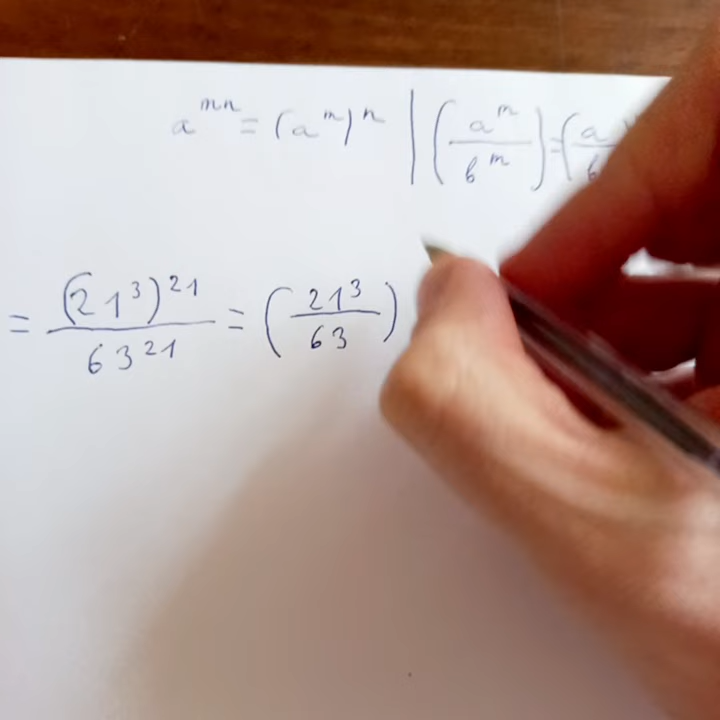 a^{mn} = (a^m)^n | (a^m / b^m) = (a / b
= (21^3)^{21} / 63^{21} = (21^3 / 63)